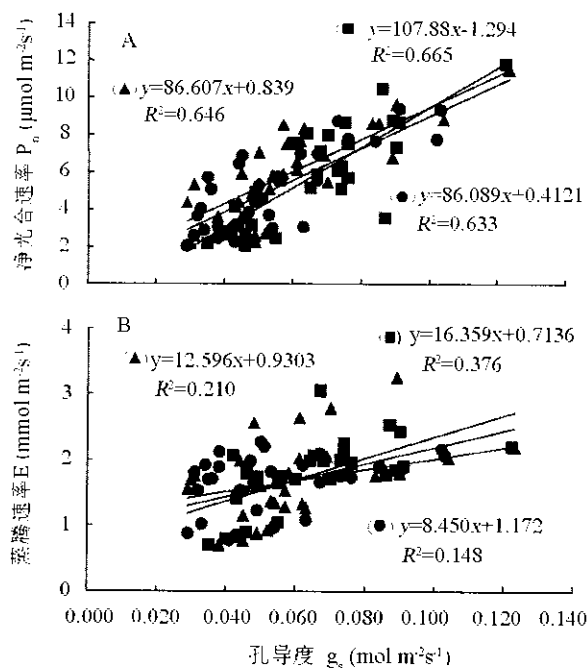 14
12
10
8
6
4
2
0
净光合速率 Pn (μmol m-2s-1)
A
(■) y=107.88x-1.294
R2=0.665
(▲) y=86.607x+0.839
R2=0.646
(●) y=86.089x+0.4121
R2=0.633
4
3
2
1
0
蒸腾速率E (mmol m-2s-1)
B
(■) y=16.359x+0.7136
R2=0.376
(▲) y=12.596x+0.9303
R2=0.210
(●) y=8.450x+1.172
R2=0.148
0.000 0.020 0.040 0.060 0.080 0.100 0.120 0.140
孔导度 gs (mol m-2s-1)